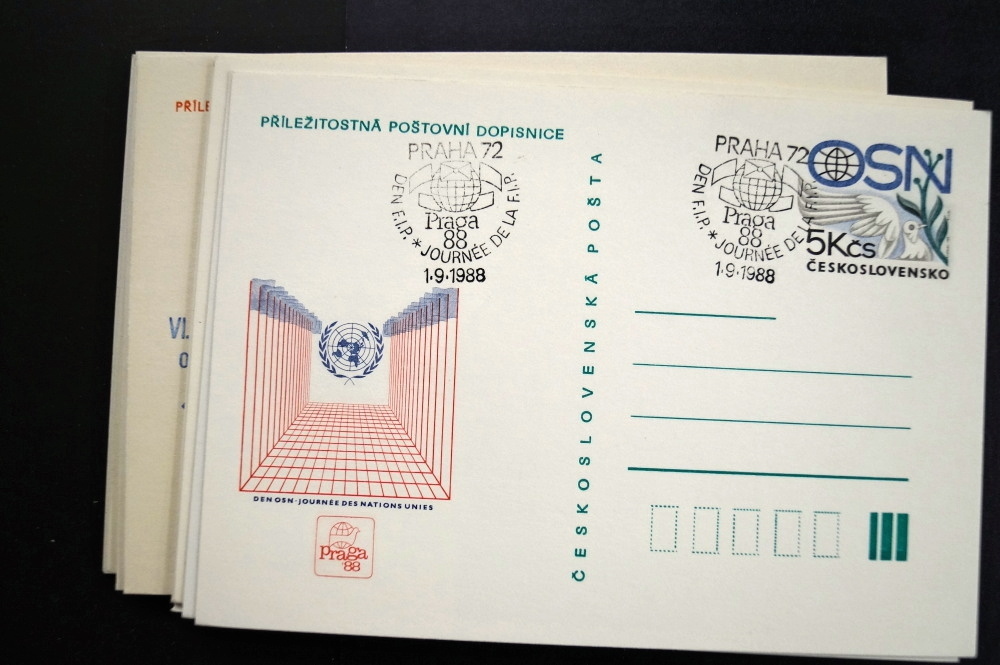 PŘÍLE
VI.
PŘÍLEŽITOSTNÁ POŠTOVNÍ DOPISNICE
PRAHA 72
DEN F.I.P. * JOURNÉE DE LA F.I.P.
Praga
88
1.9.1988
DEN OSN - JOURNÉE DES NATIONS UNIES
praga
'88
ČESKOSLOVENSKÁ POŠTA
PRAHA 72
DEN F.I.P. * JOURNÉE DE LA F.I.P.
Praga
88
1.9.1988
OSN
5Kčs
ČESKOSLOVENSKO